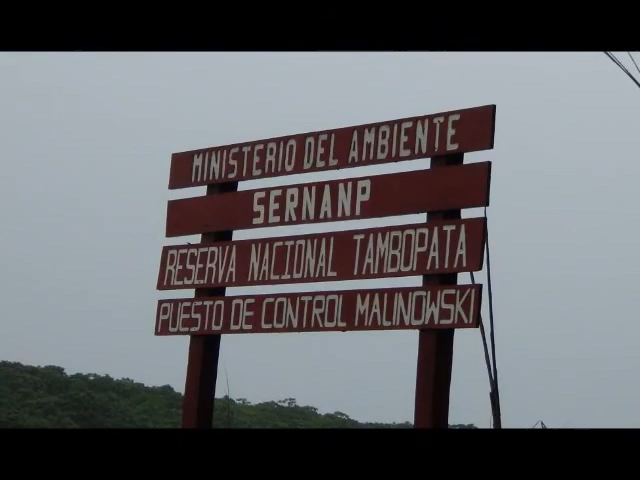 MINISTERIO DEL AMBIENTE
SERNANP
RESERVA NACIONAL TAMBOPATA
PUESTO DE CONTROL MALINOWSKI